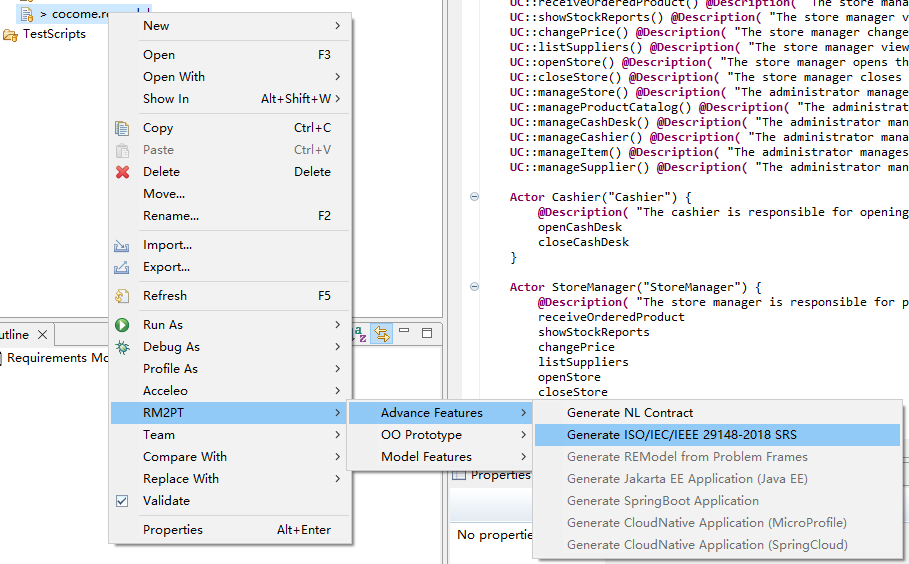 > cocome.re
TestScripts
New
Open F3
Open With
Show In Alt+Shift+W
Copy Ctrl+C
Paste Ctrl+V
Delete Delete
Move...
Rename... F2
Import...
Export...
Refresh F5
Run As
Debug As
Profile As
Acceleo
RM2PT
Team
Compare With
Replace With
Validate
Properties Alt+Enter
utline
Requirements Mo
Advance Features
OO Prototype
Model Features
Generate NL Contract
Generate ISO/IEC/IEEE 29148-2018 SRS
Generate REModel from Problem Frames
Generate Jakarta EE Application (Java EE)
Generate SpringBoot Application
Generate CloudNative Application (MicroProfile)
Generate CloudNative Application (SpringCloud)
UC::receiveOrderedProduct() @Description( "The store man
UC::showStockReports() @Description( "The store manager v
UC::changePrice() @Description( "The store manager change
UC::listSuppliers() @Description( "The store manager view
UC::openStore() @Description( "The store manager opens th
UC::closeStore() @Description( "The store manager closes
UC::manageStore() @Description( "The administrator manage
UC::manageProductCatalog() @Description( "The administrat
UC::manageCashDesk() @Description( "The administrator man
UC::manageCashier() @Description( "The administrator mana
UC::manageItem() @Description( "The administrator manages
UC::manageSupplier() @Description( "The administrator man
Actor Cashier("Cashier") {
@Description( "The cashier is responsible for opening
openCashDesk
closeCashDesk
}
Actor StoreManager("StoreManager") {
@Description( "The store manager is responsible for p
receiveOrderedProduct
showStockReports
changePrice
listSuppliers
openStore
closeStore
Properties
No propertie